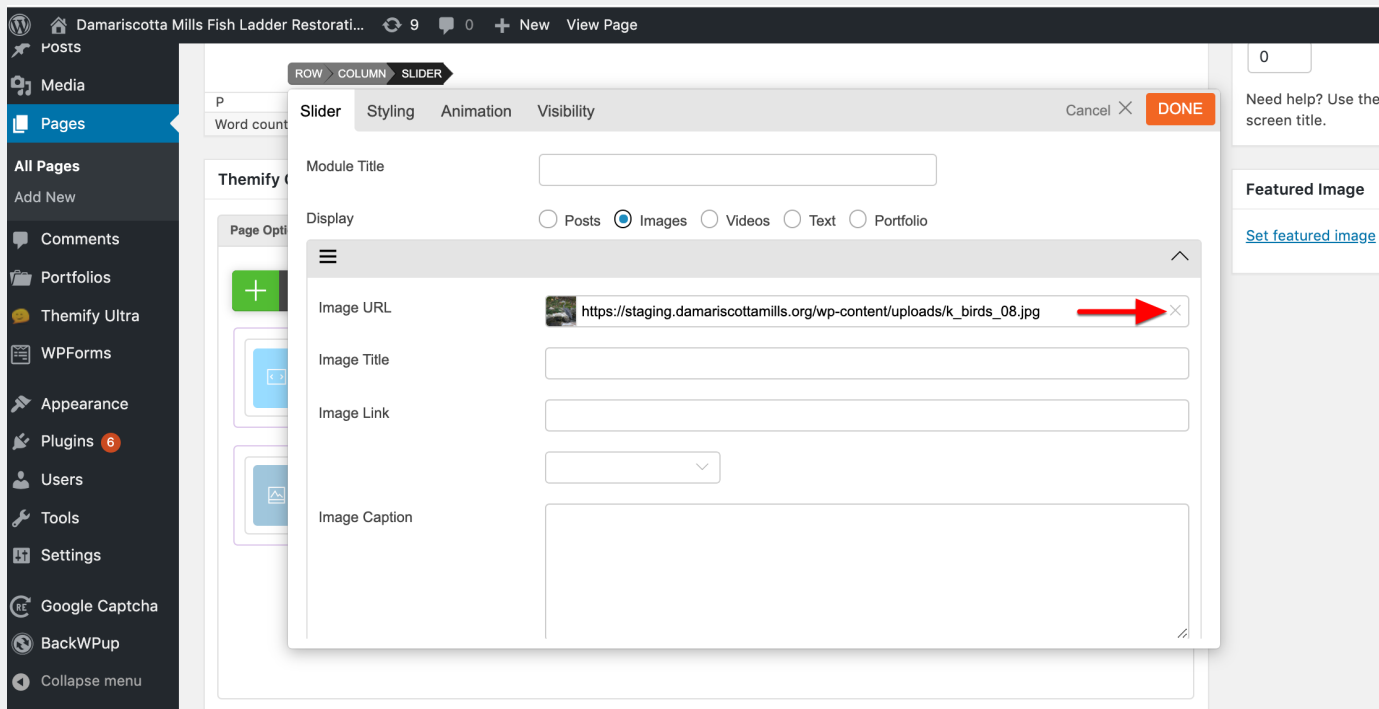 Damariscotta Mills Fish Ladder Restorati... 9 0 New View Page
Posts
Media
Pages
All Pages
Add New
Comments
Portfolios
Themify Ultra
WPForms
Appearance
Plugins 6
Users
Tools
Settings
Google Captcha
BackWPup
Collapse menu
P
Word count
Themify
Page Opti
ROW COLUMN SLIDER
Slider Styling Animation Visibility Cancel DONE
Module Title
Display Posts Images Videos Text Portfolio
Image URL https://staging.damariscottamills.org/wp-content/uploads/k_birds_08.jpg
Image Title
Image Link
Image Caption
0
Need help? Use the
screen title.
Featured Image
Set featured image